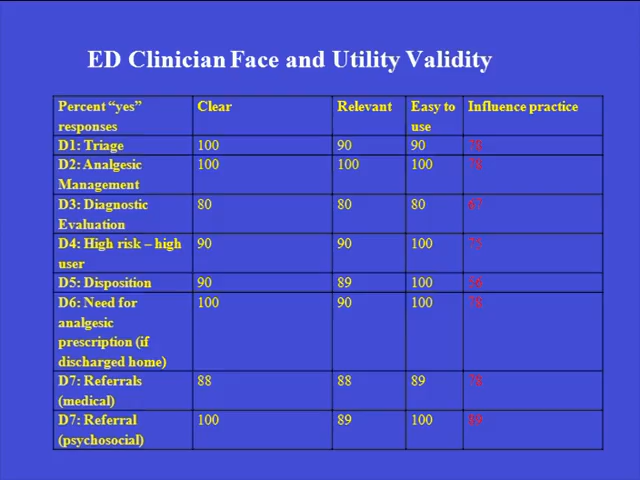 ED Clinician Face and Utility Validity
Percent “yes” responses Clear Relevant Easy to use Influence practice
D1: Triage 100 90 90
D2: Analgesic Management 100 100 100
D3: Diagnostic Evaluation 80 80 80
D4: High risk – high user 90 90 100
D5: Disposition 90 89 100
D6: Need for analgesic prescription (if discharged home) 100 90 100
D7: Referrals (medical) 88 88 89
D7: Referral (psychosocial) 100 89 100